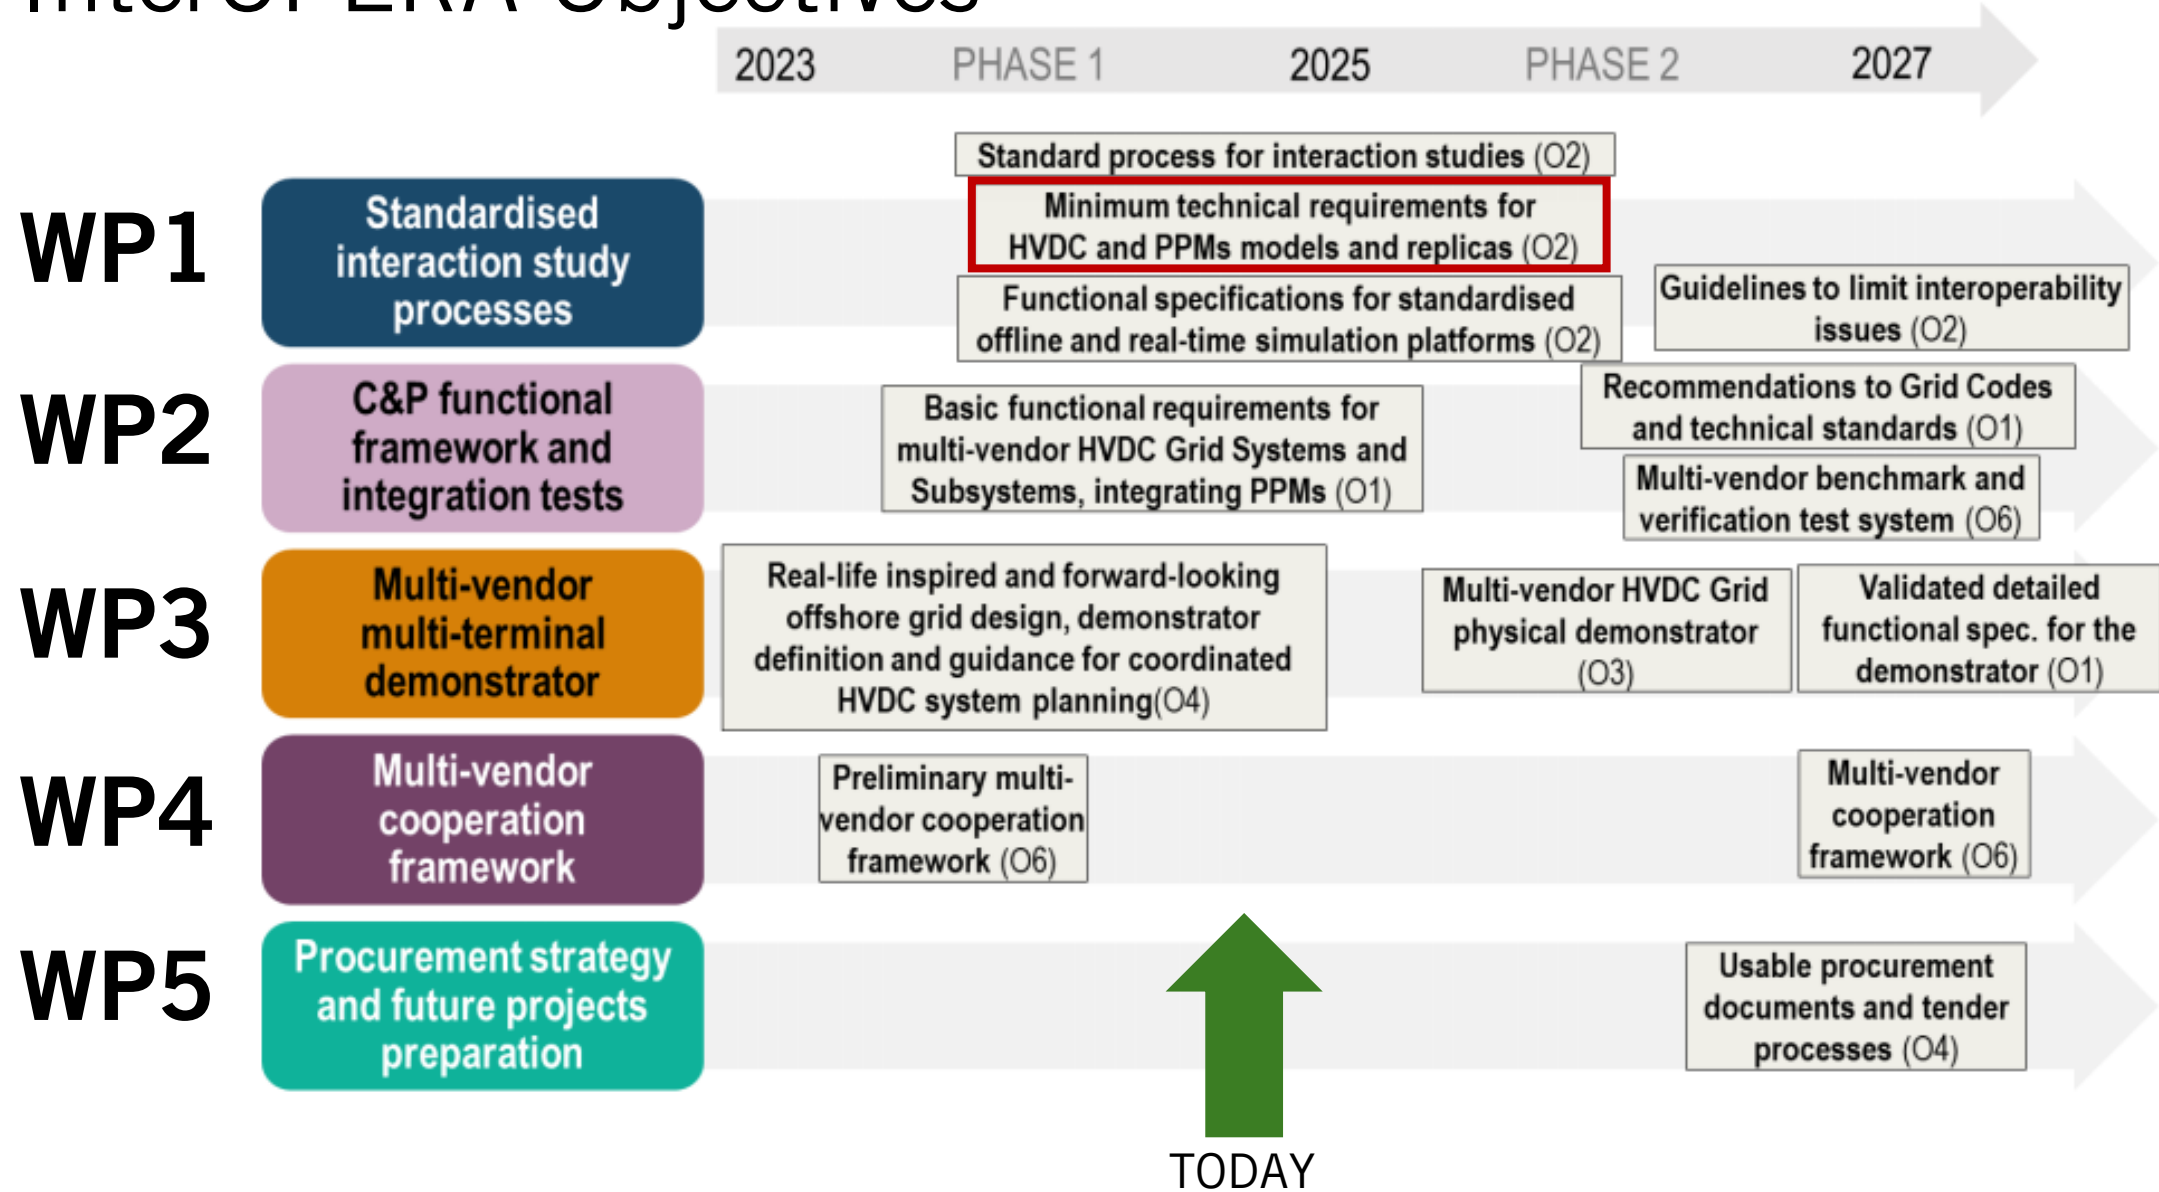 InterOPERA Objectives
2023 PHASE 1 2025 PHASE 2 2027
WP1
Standardised
interaction study
processes
Standard process for interaction studies (O2)
Minimum technical requirements for
HVDC and PPMs models and replicas (O2)
Functional specifications for standardised
offline and real-time simulation platforms (O2)
Guidelines to limit interoperability
issues (O2)
WP2
C&P functional
framework and
integration tests
Basic functional requirements for
multi-vendor HVDC Grid Systems and
Subsystems, integrating PPMs (O1)
Recommendations to Grid Codes
and technical standards (O1)
Multi-vendor benchmark and
verification test system (O6)
WP3
Multi-vendor
multi-terminal
demonstrator
Real-life inspired and forward-looking
offshore grid design, demonstrator
definition and guidance for coordinated
HVDC system planning(O4)
Multi-vendor HVDC Grid
physical demonstrator
(O3)
Validated detailed
functional spec. for the
demonstrator (O1)
WP4
Multi-vendor
cooperation
framework
Preliminary multi-
vendor cooperation
framework (O6)
Multi-vendor
cooperation
framework (O6)
WP5
Procurement strategy
and future projects
preparation
Usable procurement
documents and tender
processes (O4)
TODAY